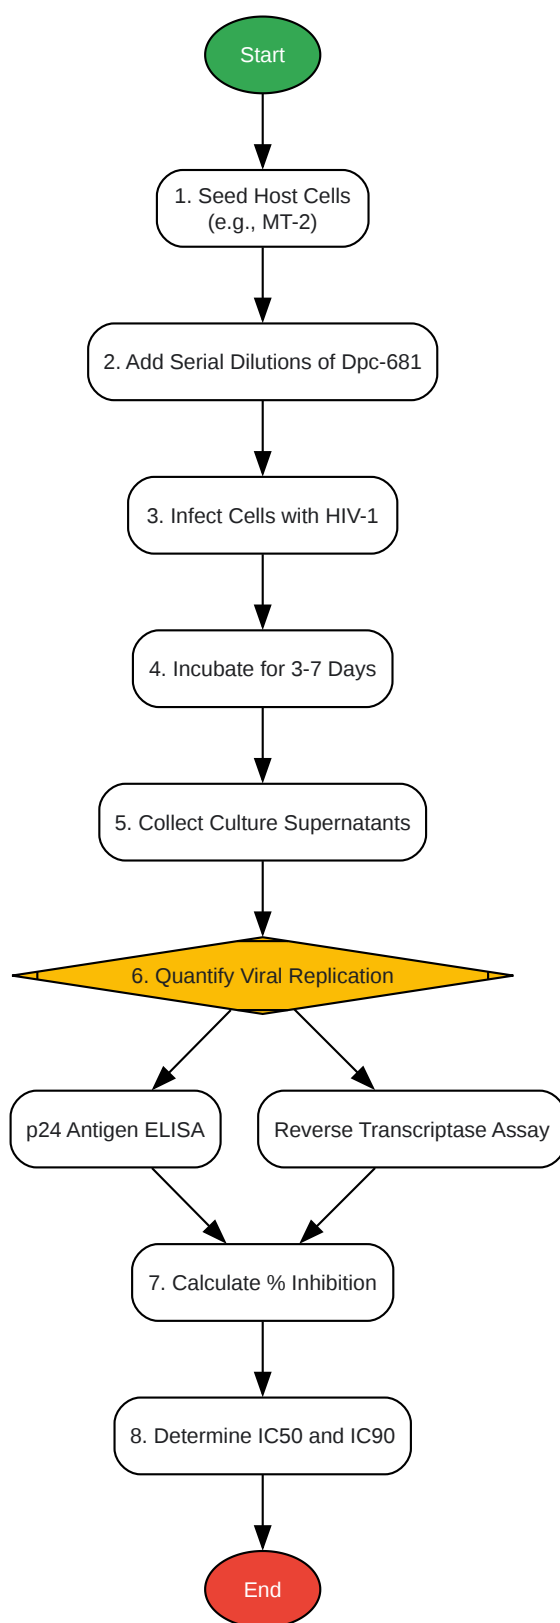 Start
1. Seed Host Cells
(e.g., MT-2)
2. Add Serial Dilutions of Dpc-681
3. Infect Cells with HIV-1
4. Incubate for 3-7 Days
5. Collect Culture Supernatants
6. Quantify Viral Replication
p24 Antigen ELISA
Reverse Transcriptase Assay
7. Calculate % Inhibition
8. Determine IC50 and IC90
End